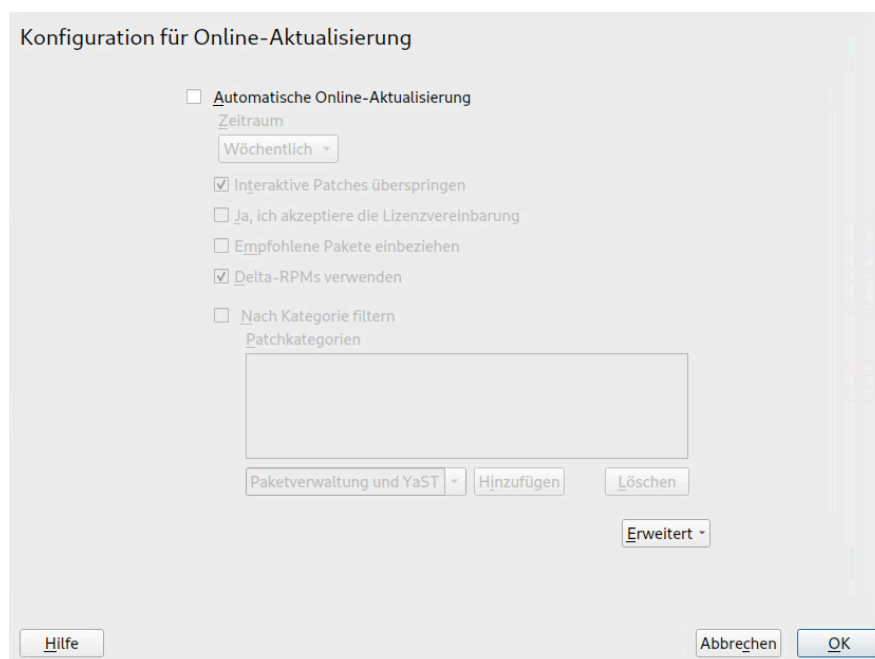 Konfiguration für Online-Aktualisierung
Automatische Online-Aktualisierung
Zeitraum
Wöchentlich
Interaktive Patches überspringen
Ja, ich akzeptiere die Lizenzvereinbarung
Empfohlene Pakete einbeziehen
Delta-RPMs verwenden
Nach Kategorie filtern
Patchkategorien
Paketverwaltung und YaST Hinzufügen Löschen
Erweitert
Hilfe Abbrechen OK